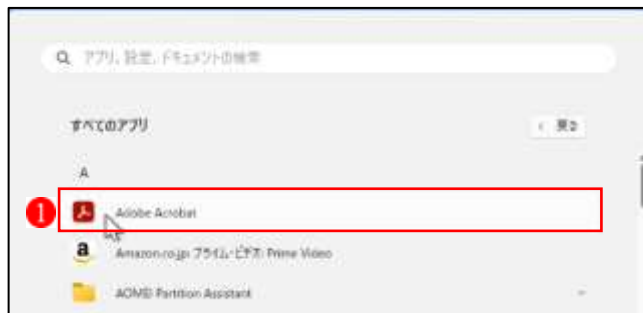 アプリ、設定、ドキュメントの検索
すべてのアプリ
< 戻る
A
1
Adobe Acrobat
Amazon.co.jp プライム・ビデオ: Prime Video
AOMEI Partition Assistant